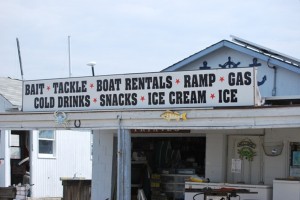 BAIT * TACKLE * BOAT RENTALS * RAMP * GAS
COLD DRINKS * SNACKS * ICE CREAM * ICE